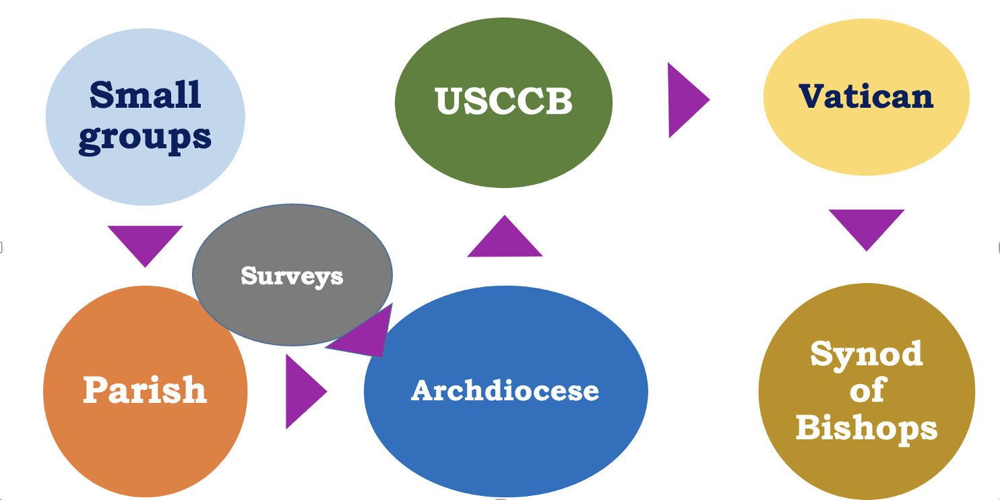 Small
groups
Parish
Surveys
Archdiocese
USCCB
Vatican
Synod
of
Bishops